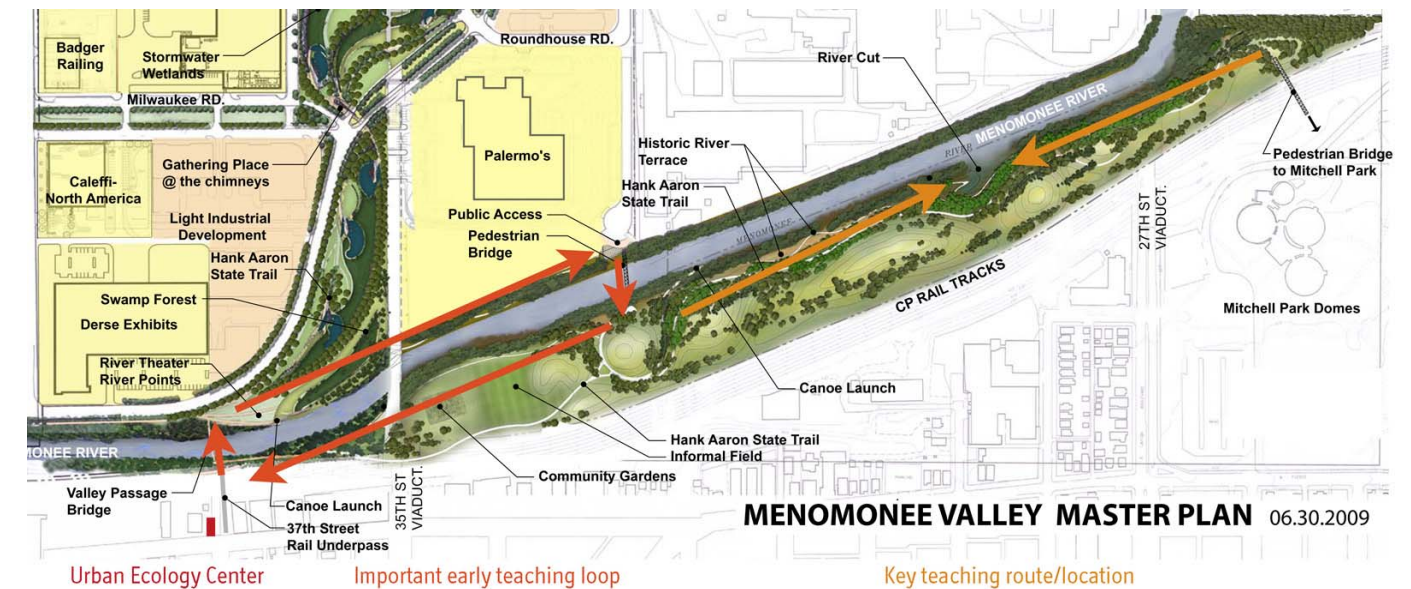 Badger
Railing
Stormwater
Wetlands
Roundhouse RD.
River Cut
Milwaukee RD.
MENOMONEE RIVER
Palermo's
Historic River
Terrace
RIVER
Gathering Place
@ the chimneys
Caleffi-
North America
Hank Aaron
State Trail
Pedestrian Bridge
to Mitchell Park
Light Industrial
Development
Public Access
Pedestrian
Bridge
MENOMONEE
27TH ST
VIADUCT.
Hank Aaron
State Trail
Swamp Forest
Derse Exhibits
CP RAIL TRACKS
Mitchell Park Domes
River Theater
River Points
Canoe Launch
Hank Aaron State Trail
Informal Field
MONEE RIVER
Community Gardens
Valley Passage
Bridge
Canoe Launch
35TH ST
VIADUCT.
37th Street
Rail Underpass
MENOMONEE VALLEY MASTER PLAN 06.30.2009
Urban Ecology Center
Important early teaching loop
Key teaching route/location